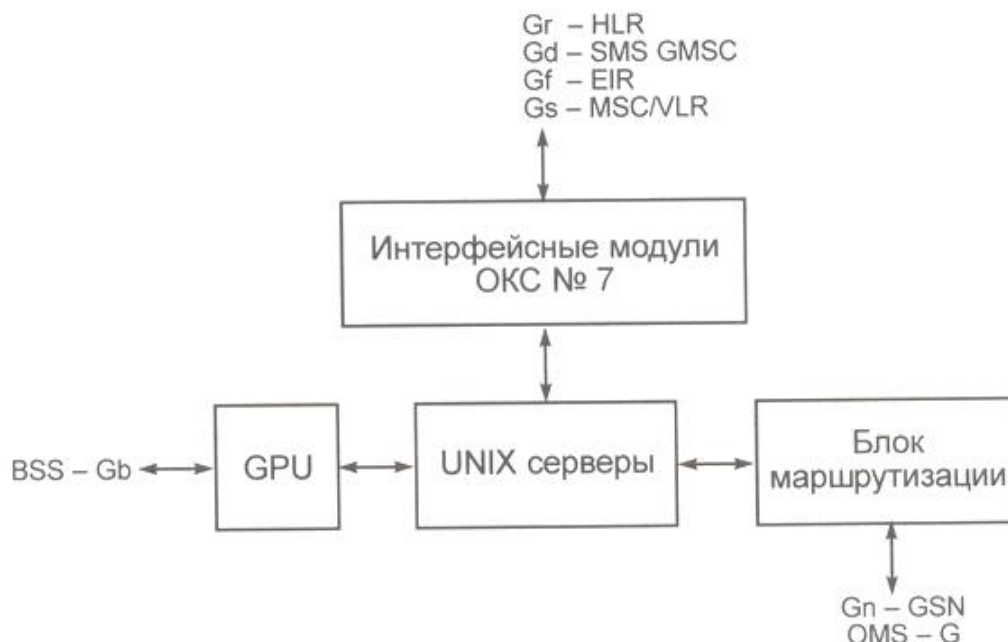 Gr – HLR
Gd – SMS GMSC
Gf – EIR
Gs – MSC/VLR
Интерфейсные модули
ОКС № 7
BSS – Gb
GPU
UNIX серверы
Блок
маршрутизации
Gn – GSN
OMS – G